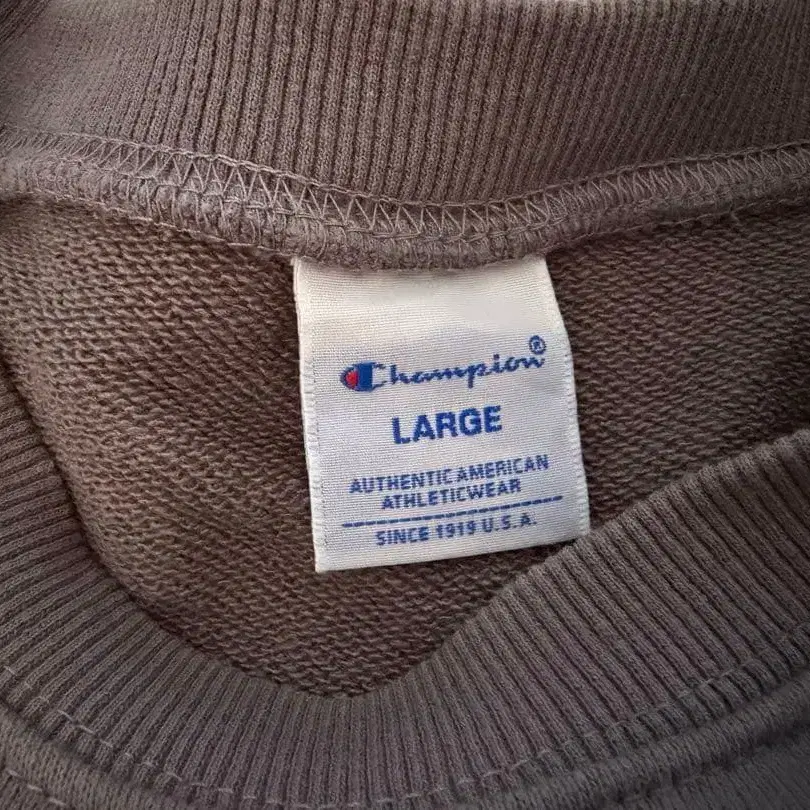 Champion®
LARGE
AUTHENTIC AMERICAN
ATHLETICWEAR
SINCE 1919 U.S.A.